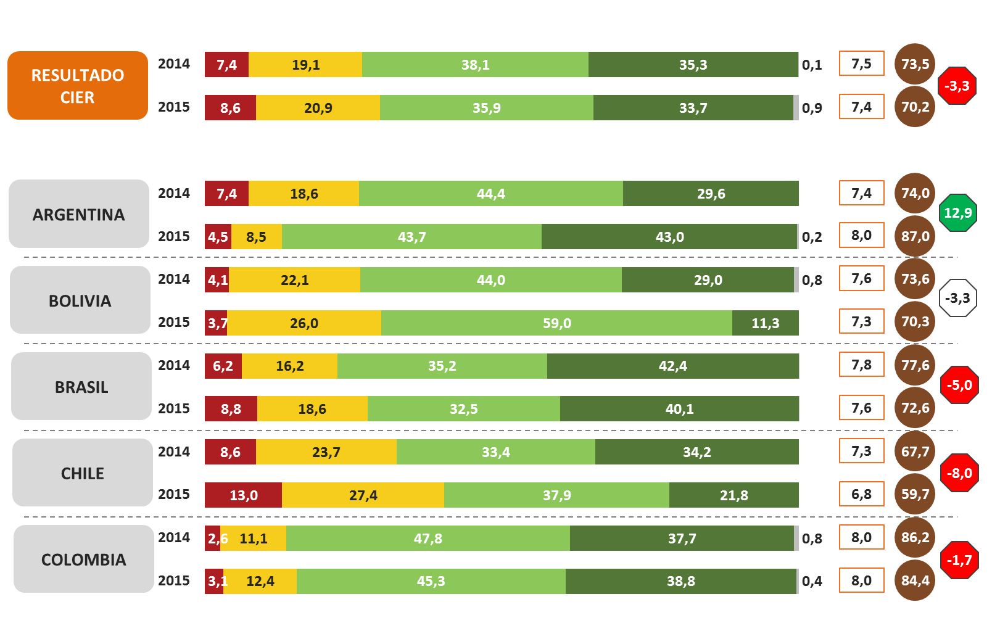 RESULTADO
CIER
2014 7,4 19,1 38,1 35,3 0,1 7,5 73,5
-3,3
2015 8,6 20,9 35,9 33,7 0,9 7,4 70,2
ARGENTINA
2014 7,4 18,6 44,4 29,6 7,4 74,0
12,9
2015 4,5 8,5 43,7 43,0 0,2 8,0 87,0
BOLIVIA
2014 4,1 22,1 44,0 29,0 0,8 7,6 73,6
-3,3
2015 3,7 26,0 59,0 11,3 7,3 70,3
BRASIL
2014 6,2 16,2 35,2 42,4 7,8 77,6
-5,0
2015 8,8 18,6 32,5 40,1 7,6 72,6
CHILE
2014 8,6 23,7 33,4 34,2 7,3 67,7
-8,0
2015 13,0 27,4 37,9 21,8 6,8 59,7
COLOMBIA
2014 2,6 11,1 47,8 37,7 0,8 8,0 86,2
-1,7
2015 3,1 12,4 45,3 38,8 0,4 8,0 84,4